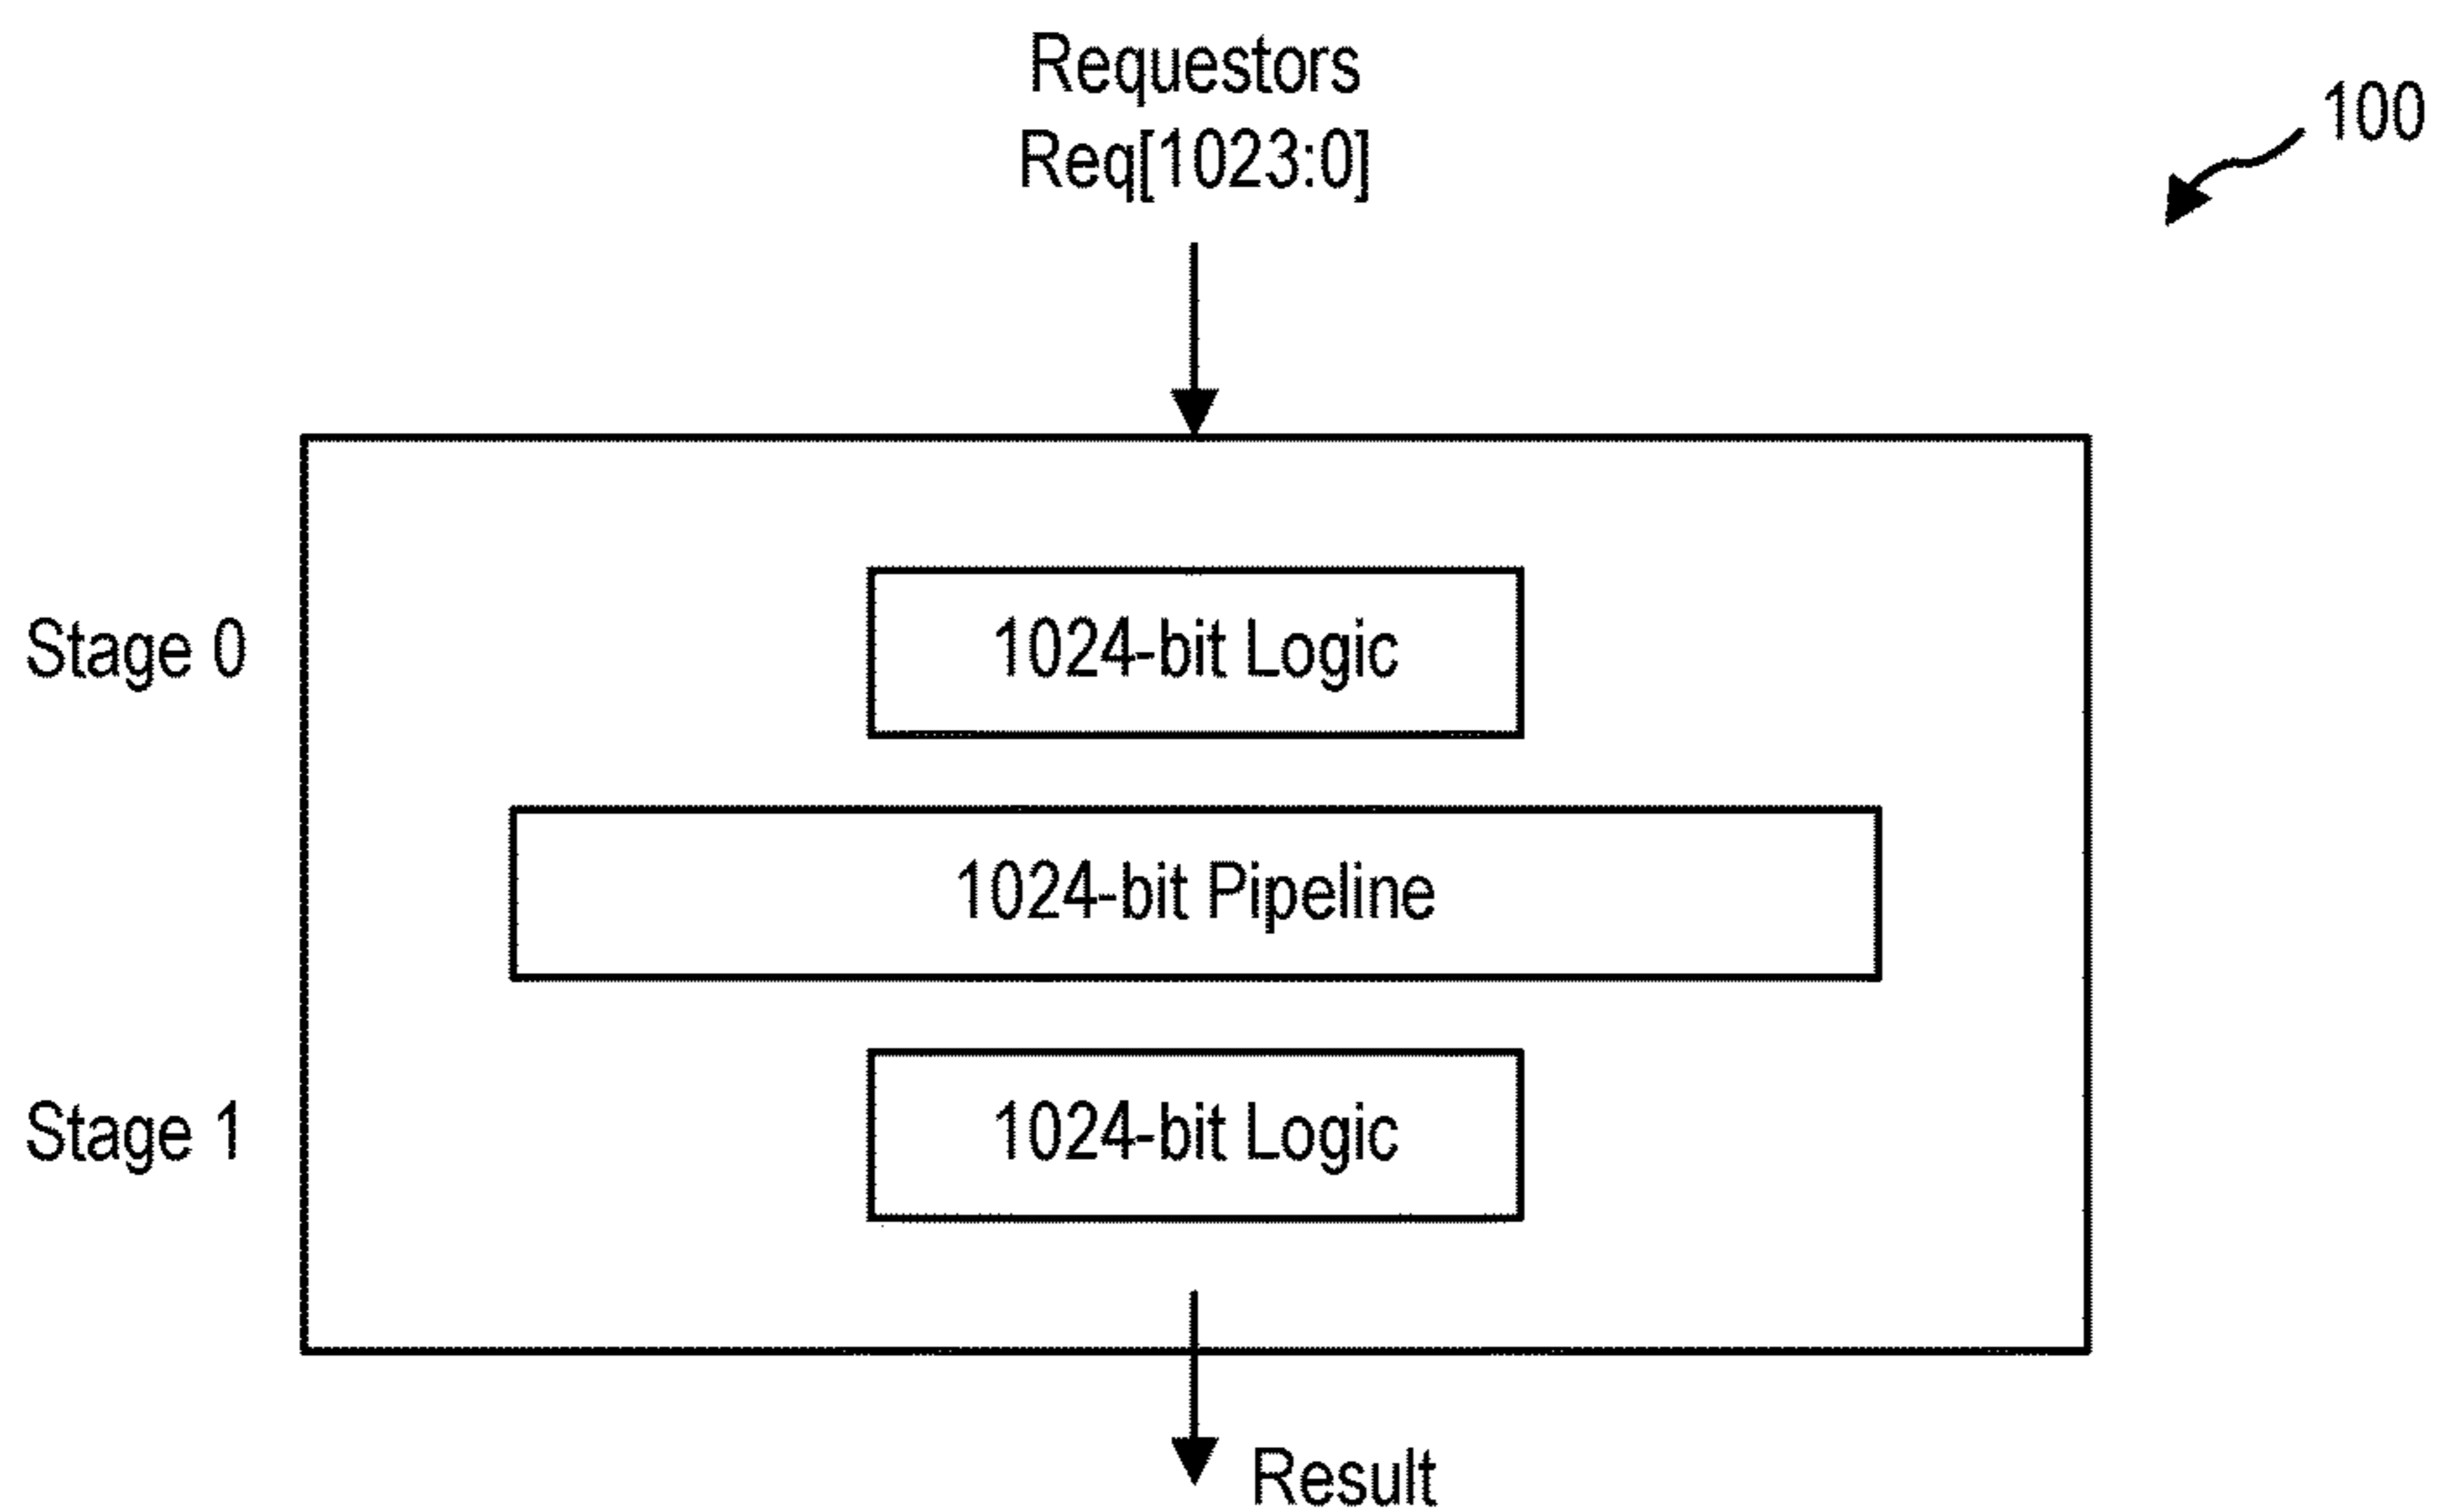 Requestors
Req[1023:0]
100
Stage 0
1024-bit Logic
1024-bit Pipeline
Stage 1
1024-bit Logic
Result